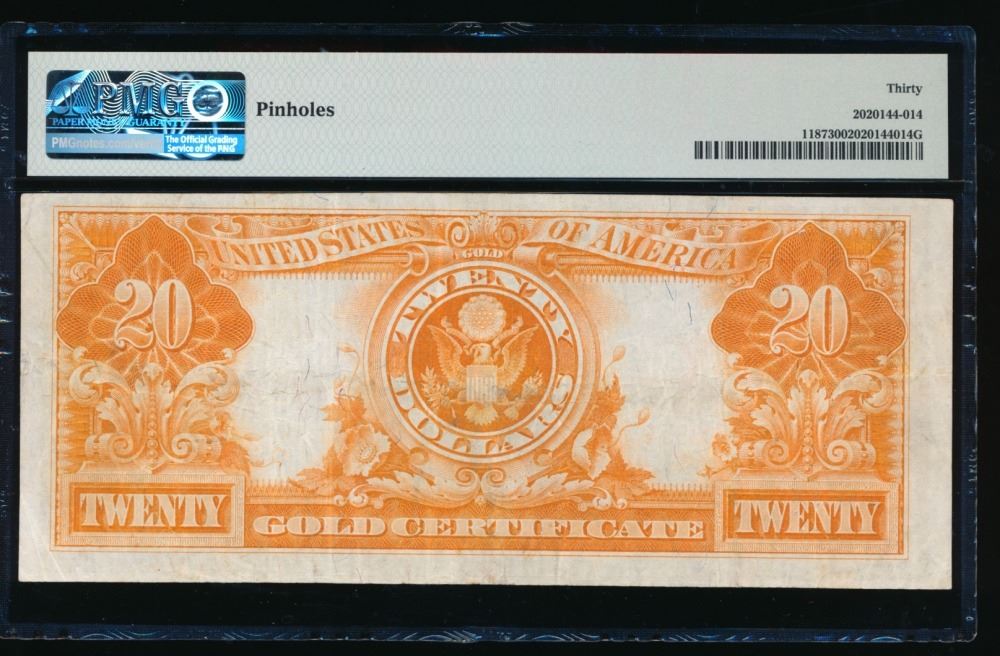 PMG
PAPER MONEY GUARANTY
PMGnotes.com/verify
The Official Grading
Service of the PNG
Pinholes
Thirty
2020144-014
11873002020144014G
UNITED STATES OF AMERICA
GOLD
20
TWENTY
DOLLARS
20
TWENTY
GOLD CERTIFICATE
TWENTY